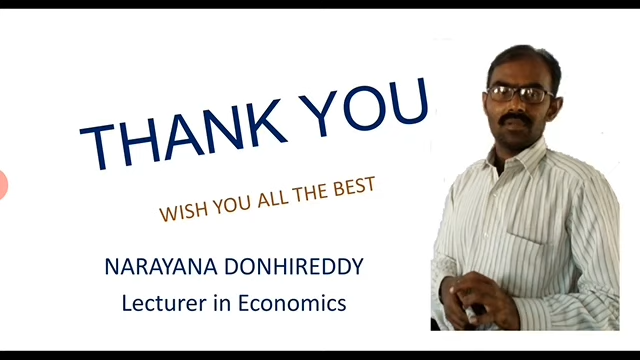 THANK YOU
WISH YOU ALL THE BEST
NARAYANA DONHIREDDY
Lecturer in Economics